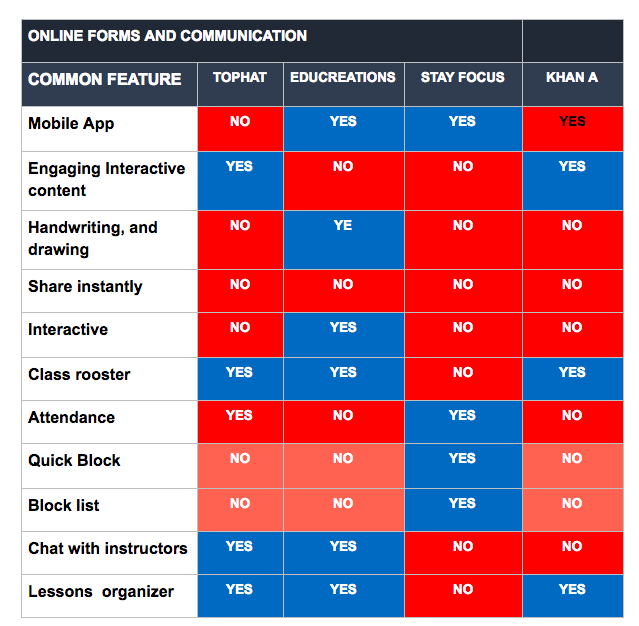 ONLINE FORMS AND COMMUNICATION
COMMON FEATURE TOPHAT EDUCREATIONS STAY FOCUS KHAN A
Mobile App NO YES YES YES
Engaging Interactive YES NO NO YES
content
Handwriting, and NO YE NO NO
drawing
Share instantly NO NO NO NO
Interactive NO YES NO NO
Class rooster YES YES NO YES
Attendance YES NO YES NO
Quick Block NO NO YES NO
Block list NO NO YES NO
Chat with instructors YES YES NO NO
Lessons  organizer YES YES NO YES